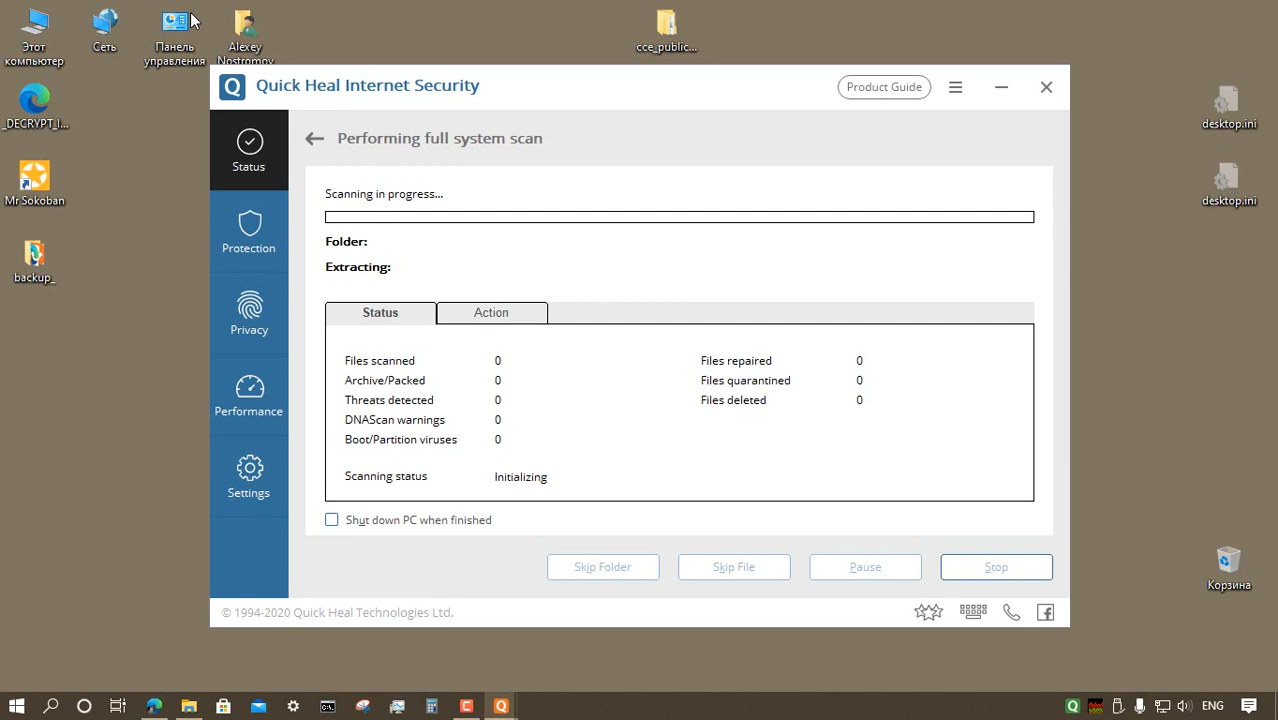 Этот
компьютер
Сеть
Панель
управления
Alexey
Nostromov
cce_public...
_DECRYPT_I...
Mr Sokoban
backup_
desktop.ini
desktop.ini
Корзина
Q Quick Heal Internet Security
Product Guide
Status
Protection
Privacy
Performance
Settings
Performing full system scan
Scanning in progress...
Folder:
Extracting:
Status Action
Files scanned 0 Files repaired 0
Archive/Packed 0 Files quarantined 0
Threats detected 0 Files deleted 0
DNAScan warnings 0
Boot/Partition viruses 0
Scanning status Initializing
Shut down PC when finished
Skip Folder Skip File Pause Stop
© 1994-2020 Quick Heal Technologies Ltd.
ENG